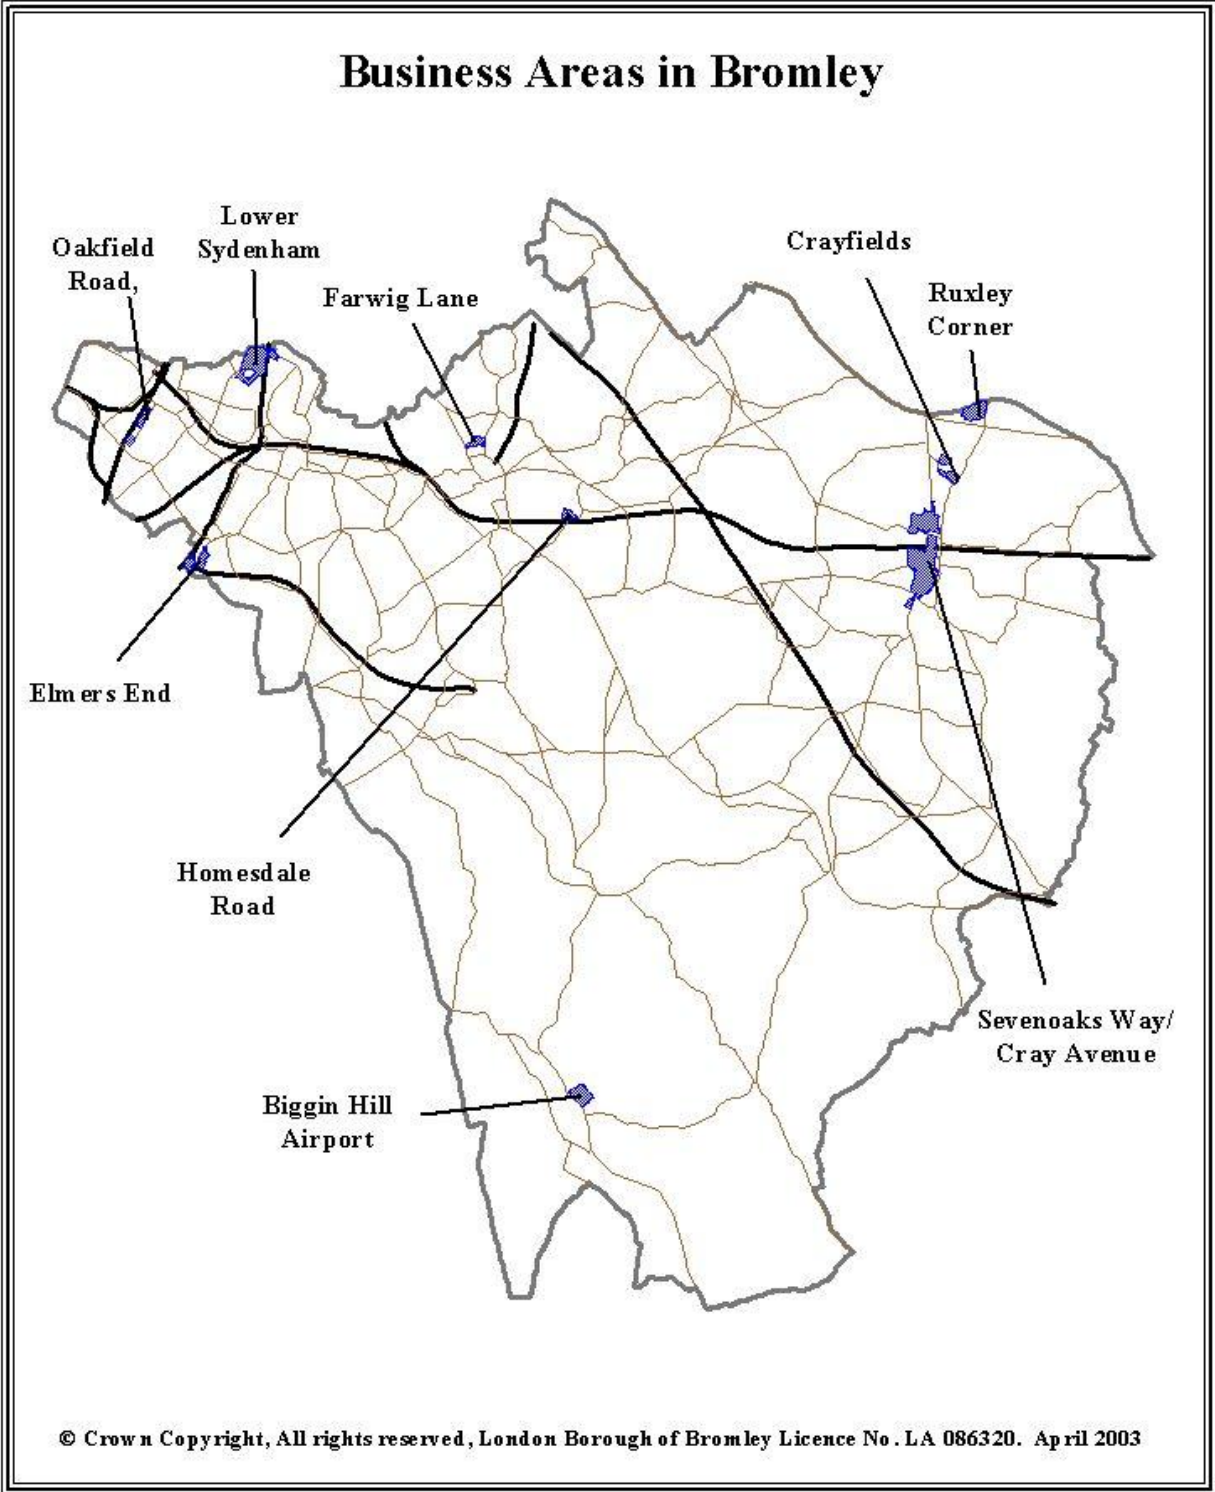 Business Areas in Bromley
Lower
Sydenham
Oakfield
Road,
Farwig Lane
Crayfields
Ruxley
Corner
Elmers End
Homesdale
Road
Sevenoaks Way/
Cray Avenue
Biggin Hill
Airport
© Crown Copyright, All rights reserved, London Borough of Bromley Licence No. LA 086320. April 2003